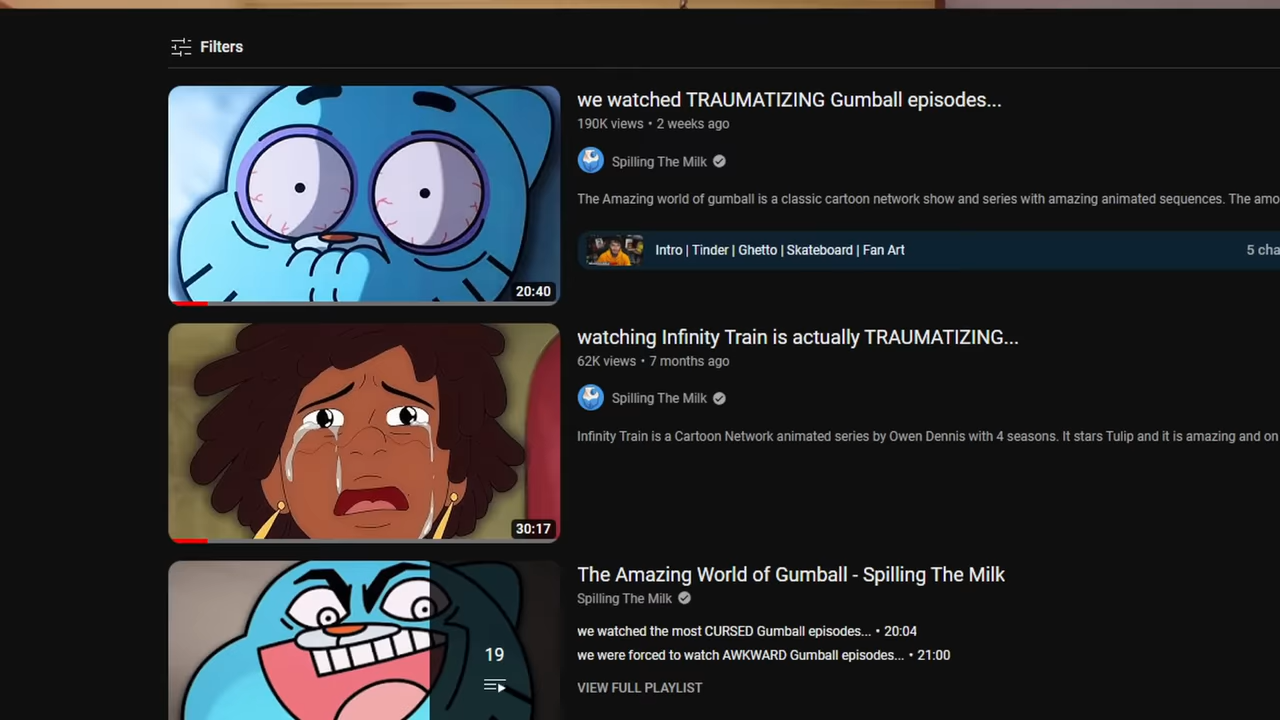 Filters
we watched TRAUMATIZING Gumball episodes...
190K views • 2 weeks ago
Spilling The Milk
The Amazing world of gumball is a classic cartoon network show and series with amazing animated sequences. The amo
Intro | Tinder | Ghetto | Skateboard | Fan Art
5 cha
20:40
watching Infinity Train is actually TRAUMATIZING...
62K views • 7 months ago
Spilling The Milk
Infinity Train is a Cartoon Network animated series by Owen Dennis with 4 seasons. It stars Tulip and it is amazing and on
30:17
The Amazing World of Gumball - Spilling The Milk
Spilling The Milk
we watched the most CURSED Gumball episodes... • 20:04
we were forced to watch AWKWARD Gumball episodes... • 21:00
19
VIEW FULL PLAYLIST